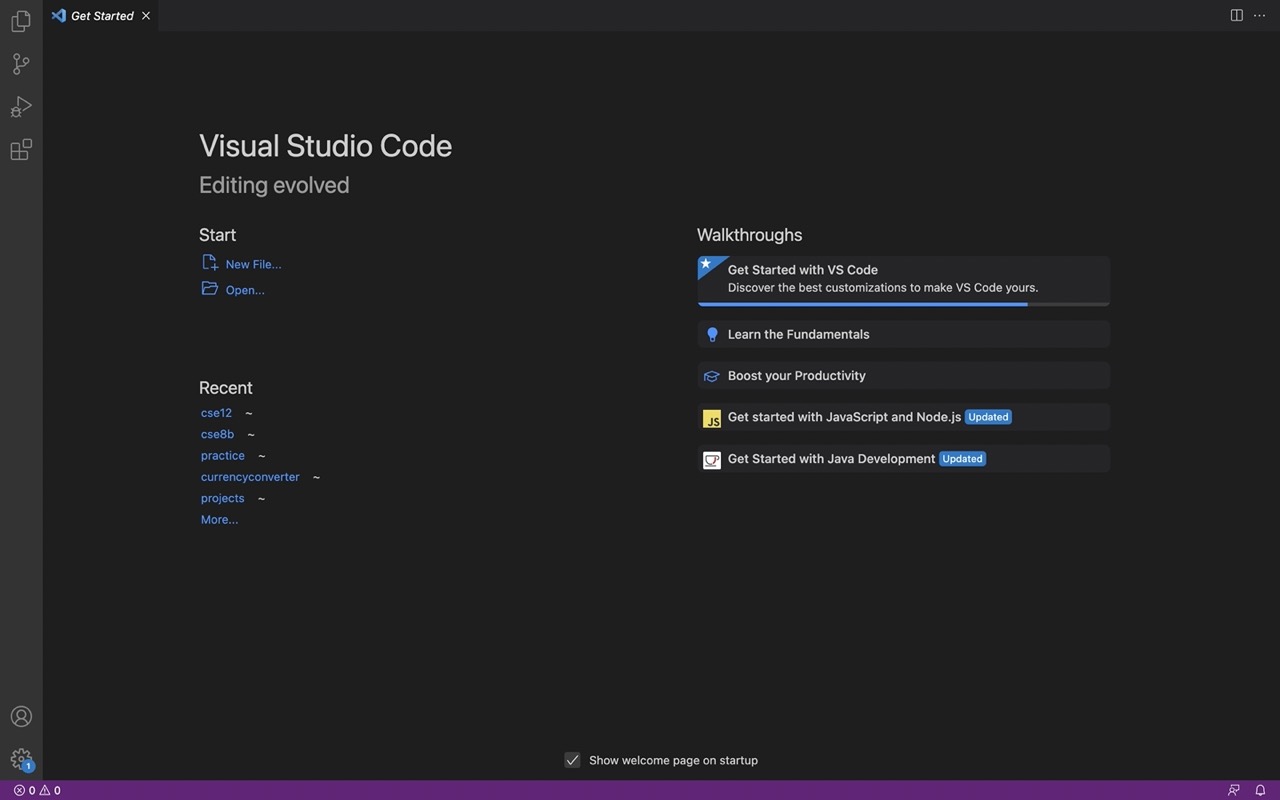 Get Started
Visual Studio Code
Editing evolved
Start
New File...
Open...
Recent
cse12 ~
cse8b ~
practice ~
currencyconverter ~
projects ~
More...
Walkthroughs
Get Started with VS Code
Discover the best customizations to make VS Code yours.
Learn the Fundamentals
Boost your Productivity
JS
Get started with JavaScript and Node.js Updated
Get Started with Java Development Updated
Show welcome page on startup
1
0 0